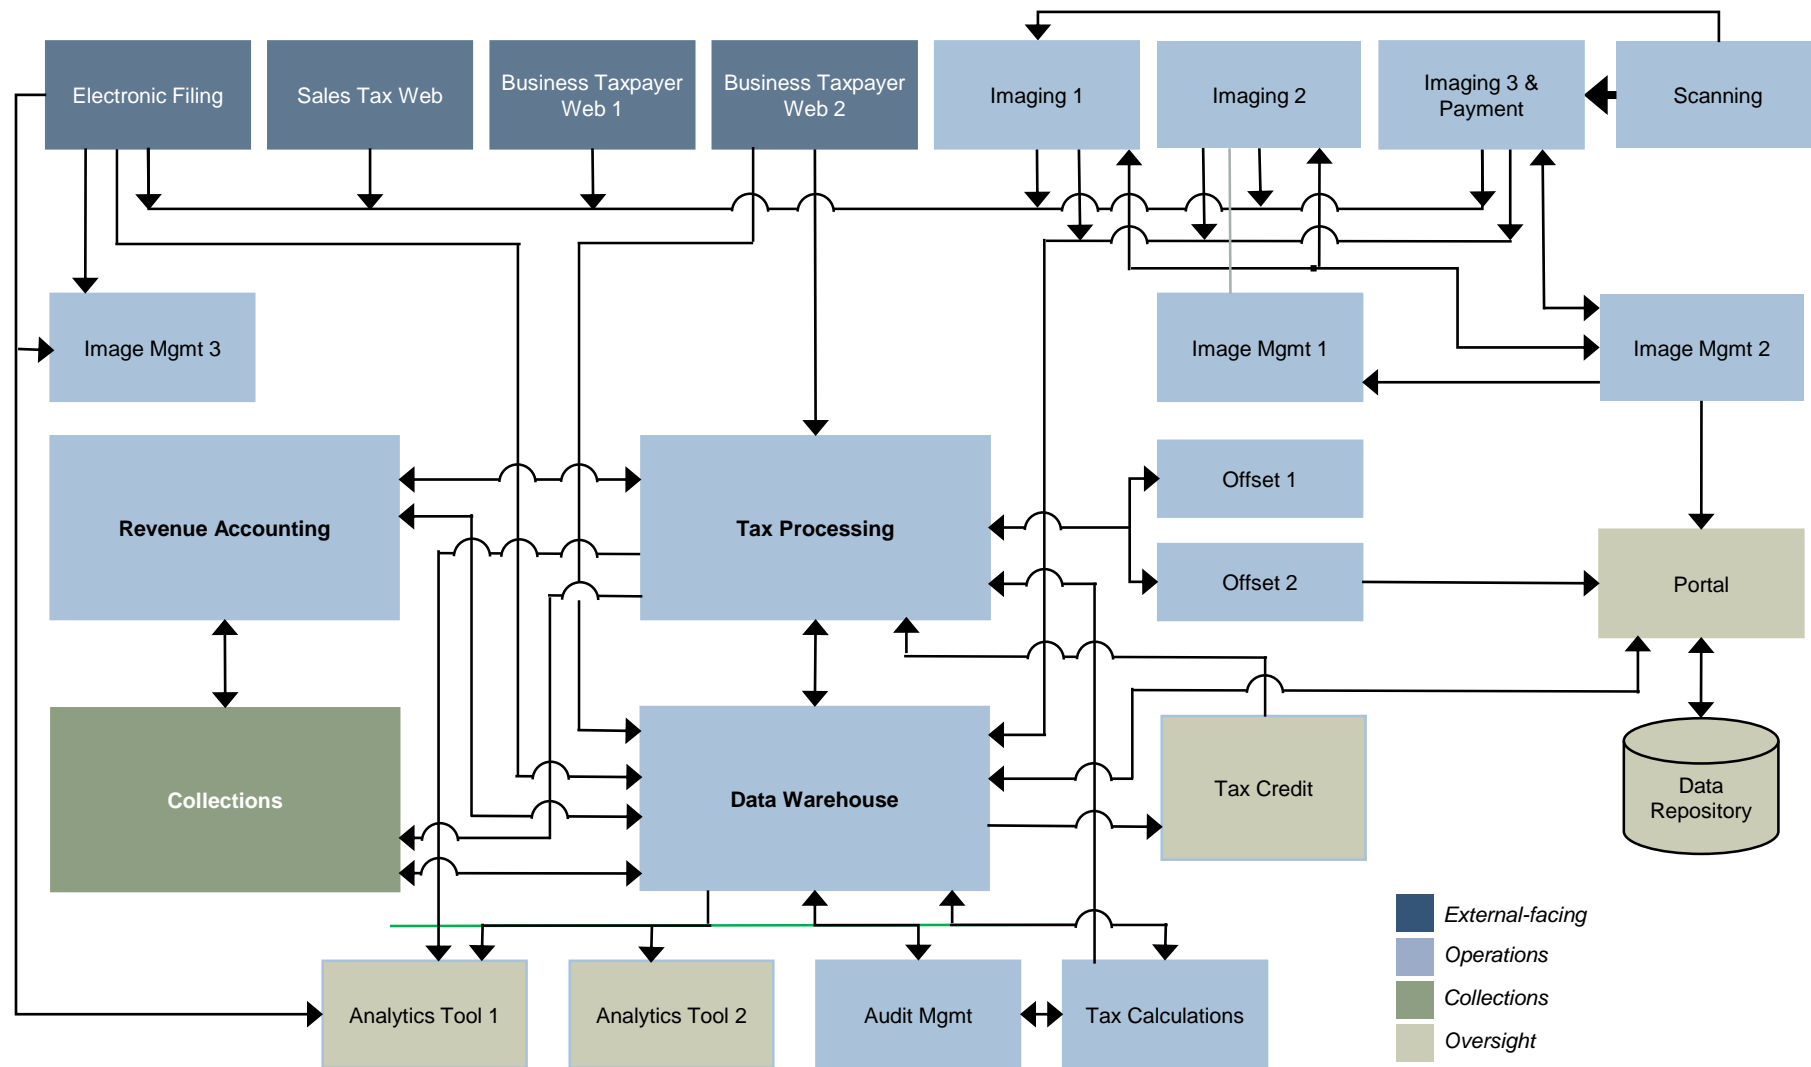 Electronic Filing
Sales Tax Web
Business Taxpayer
Web 1
Business Taxpayer
Web 2
Imaging 1
Imaging 2
Imaging 3 &
Payment
Scanning
Image Mgmt 3
Image Mgmt 1
Image Mgmt 2
Revenue Accounting
Tax Processing
Offset 1
Offset 2
Portal
Collections
Data Warehouse
Tax Credit
Data
Repository
Analytics Tool 1
Analytics Tool 2
Audit Mgmt
Tax Calculations
External-facing
Operations
Collections
Oversight